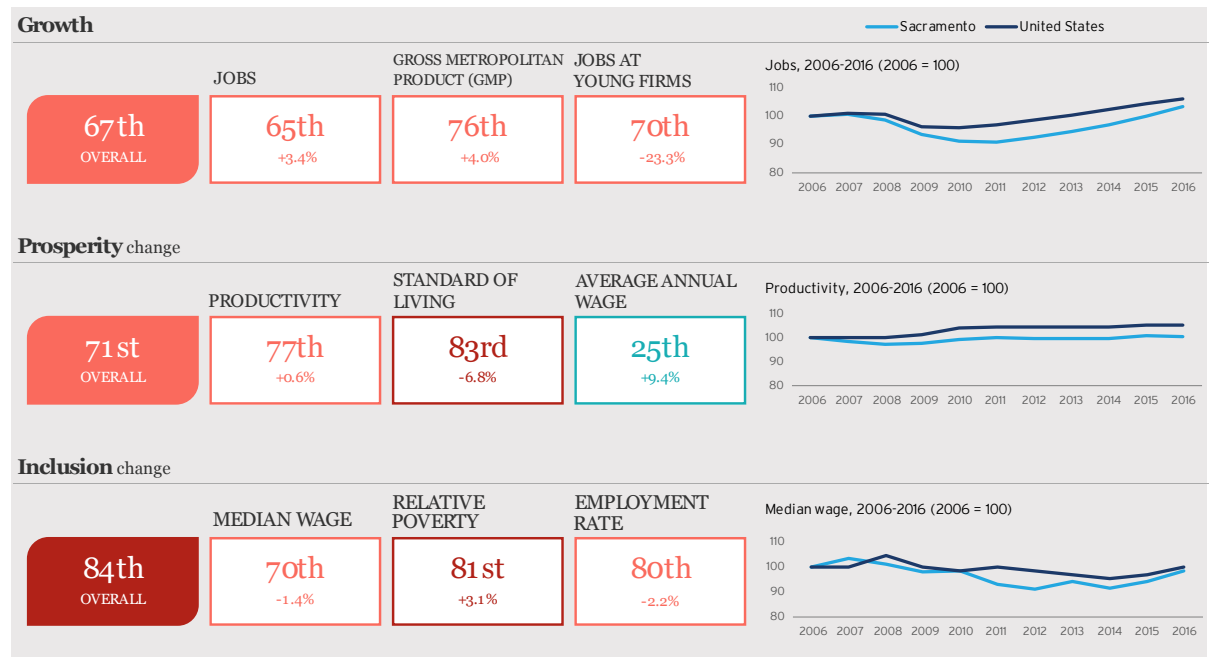 Growth
Sacramento United States
JOBS
GROSS METROPOLITAN
PRODUCT (GMP)
JOBS AT
YOUNG FIRMS
67th
OVERALL
65th
+3.4%
76th
+4.0%
70th
-23.3%
Jobs, 2006-2016 (2006 = 100)
110
100
90
80
2006 2007 2008 2009 2010 2011 2012 2013 2014 2015 2016
Prosperity change
PRODUCTIVITY
STANDARD OF
LIVING
AVERAGE ANNUAL
WAGE
71st
OVERALL
77th
+0.6%
83rd
-6.8%
25th
+9.4%
Productivity, 2006-2016 (2006 = 100)
110
100
90
80
2006 2007 2008 2009 2010 2011 2012 2013 2014 2015 2016
Inclusion change
MEDIAN WAGE
RELATIVE
POVERTY
EMPLOYMENT
RATE
84th
OVERALL
70th
-1.4%
81st
+3.1%
80th
-2.2%
Median wage, 2006-2016 (2006 = 100)
110
100
90
80
2006 2007 2008 2009 2010 2011 2012 2013 2014 2015 2016